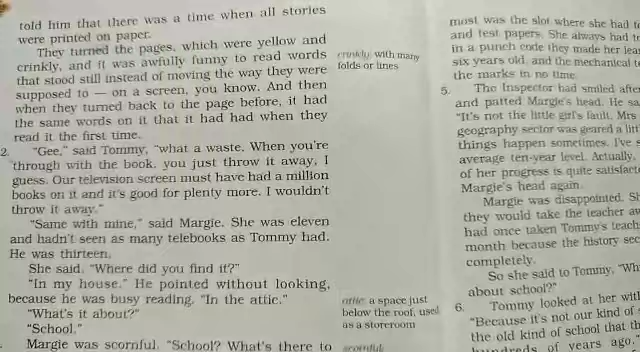 told him that there was a time when all stories
were printed on paper.
They turned the pages, which were yellow and
crinkly, and it was awfully funny to read words
that stood still instead of moving the way they were
supposed to — on a screen, you know. And then
when they turned back to the page before, it had
the same words on it that it had had when they
read it the first time.
2. "Gee," said Tommy, "what a waste. When you're
through with the book, you just throw it away, I
guess. Our television screen must have had a million
books on it and it's good for plenty more. I wouldn't
throw it away."
"Same with mine," said Margie. She was eleven
and hadn't seen as many telebooks as Tommy had.
He was thirteen.
She said, "Where did you find it?"
"In my house." He pointed without looking,
because he was busy reading. "In the attic."
"What's it about?"
"School."
Margie was scornful. "School? What's there to
crinkly: with many
folds or lines
attic: a space just
below the roof, used
as a storeroom
scornful:
most was the slot where she had to
and test papers. She always had
in a punch code they made her
six years old, and the mechanical
the marks in no time.
5. The Inspector had smiled after
and patted Margie's head. He
"It's not the little girl's fault, Mrs
geography sector was geared a
things happen sometimes. I've
average ten-year level. Actually,
of her progress is quite
Margie's head again.
Margie was disappointed.
they would take the teacher
had once taken Tommy's
month because the history
completely.
So she said to Tommy,
about school?"
6. Tommy looked at her
"Because it's not our kind of
the old kind of school that
hundreds of years ago."